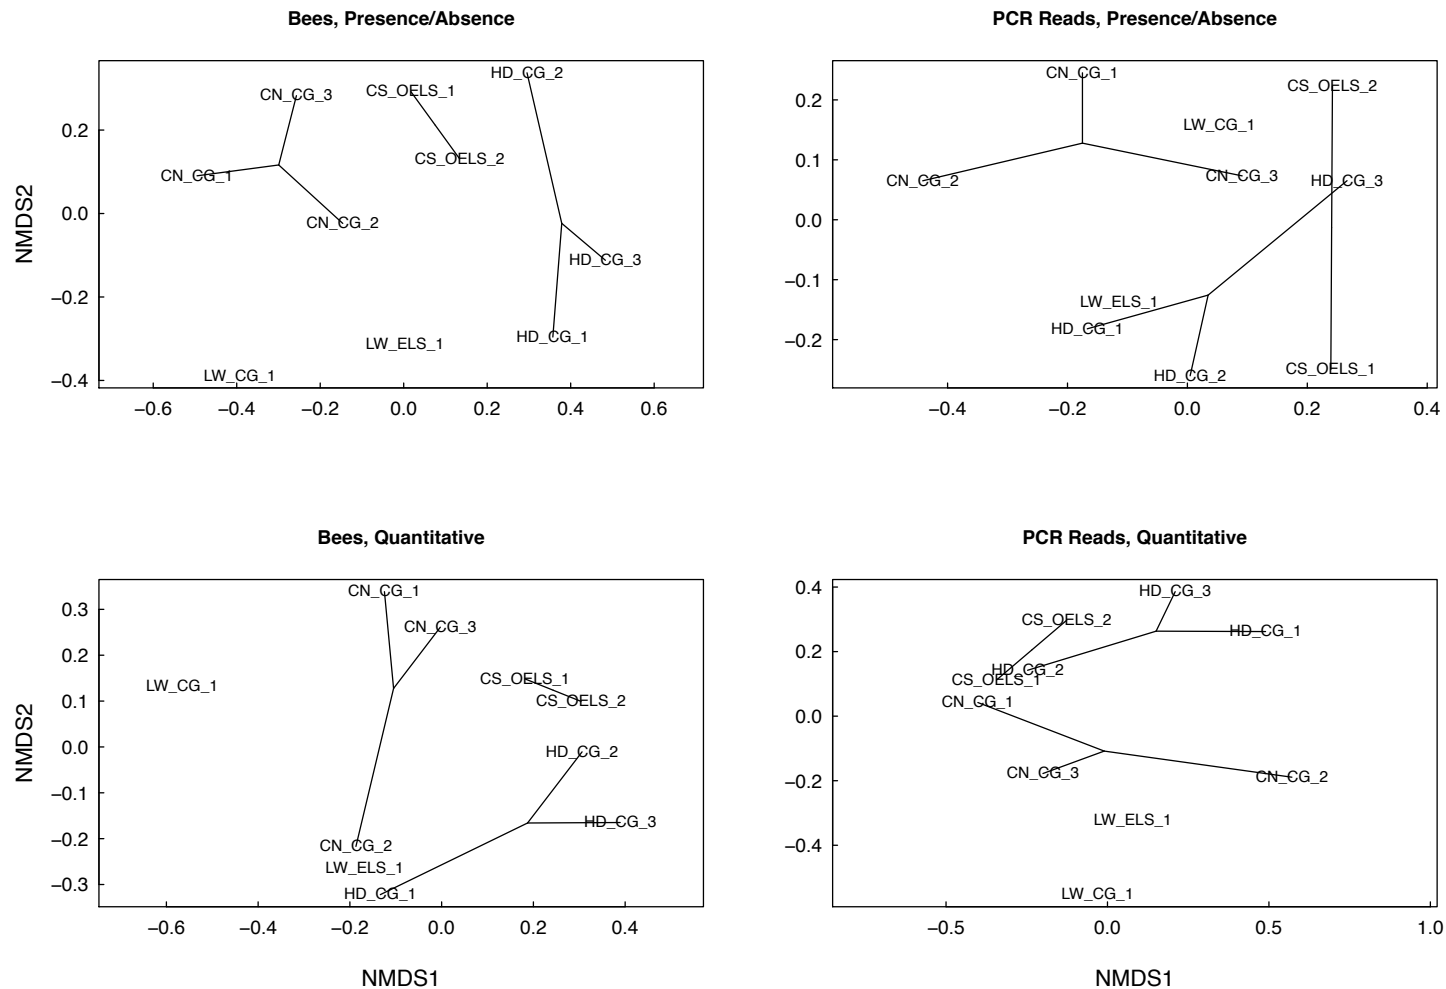 Bees, Presence/Absence
NMDS2
0.2
0.0
−0.2
−0.4
CN_CG_3
CS_OELS_1
HD_CG_2
CS_OELS_2
CN_CG_1
CN_CG_2
HD_CG_3
HD_CG_1
LW_ELS_1
LW_CG_1
−0.6
−0.4
−0.2
0.0
0.2
0.4
0.6
PCR Reads, Presence/Absence
0.2
0.1
0.0
−0.1
−0.2
CN_CG_1
CS_OELS_2
LW_CG_1
CN_CG_2
CN_CG_3
HD_CG_3
LW_ELS_1
HD_CG_1
HD_CG_2
CS_OELS_1
−0.4
−0.2
0.0
0.2
0.4
Bees, Quantitative
NMDS2
0.3
0.2
0.1
0.0
−0.1
−0.2
−0.3
CN_CG_1
CN_CG_3
LW_CG_1
CS_OELS_1
CS_OELS_2
HD_CG_2
HD_CG_3
CN_CG_2
LW_ELS_1
HD_CG_1
−0.6
−0.4
−0.2
0.0
0.2
0.4
NMDS1
PCR Reads, Quantitative
0.4
0.2
0.0
−0.2
−0.4
HD_CG_3
CS_OELS_2
HD_CG_1
HD_CG_2
CS_OELS_1
CN_CG_1
CN_CG_3
CN_CG_2
LW_ELS_1
LW_CG_1
−0.5
0.0
0.5
1.0
NMDS1